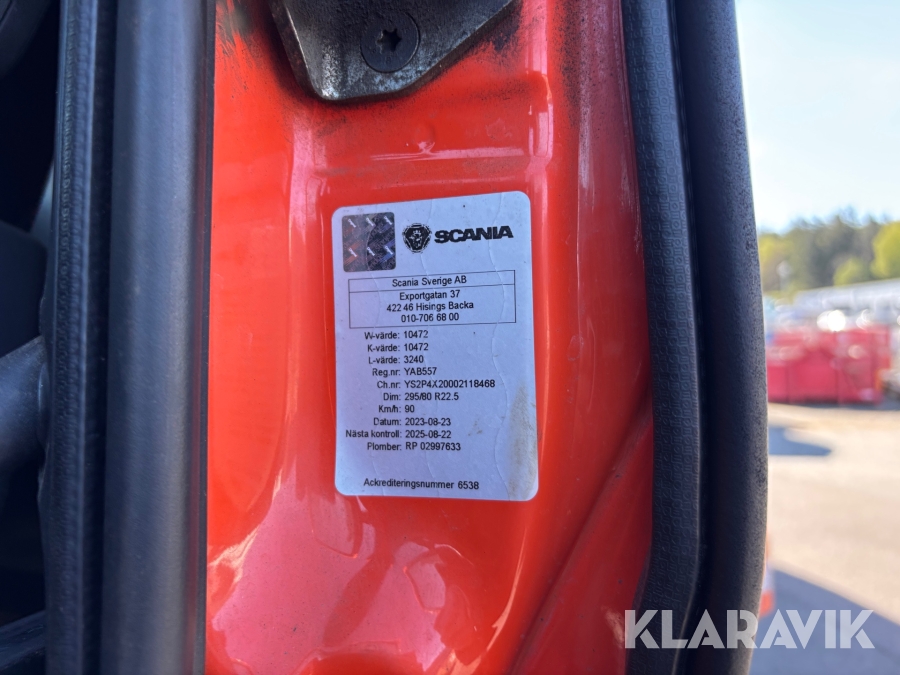 SCANIA
Scania Sverige AB
Exportgatan 37
422 46 Hisings Backa
010-706 68 00
W-värde: 10472
K-värde: 10472
L-värde: 3240
Reg.nr: YAB557
Ch.nr: YS2P4X20002118468
Dim: 295/80 R22.5
Km/h: 90
Datum: 2023-08-23
Nästa kontroll: 2025-08-22
Plomber: RP 02997633
Ackrediteringsnummer 6538
KLARAVIK